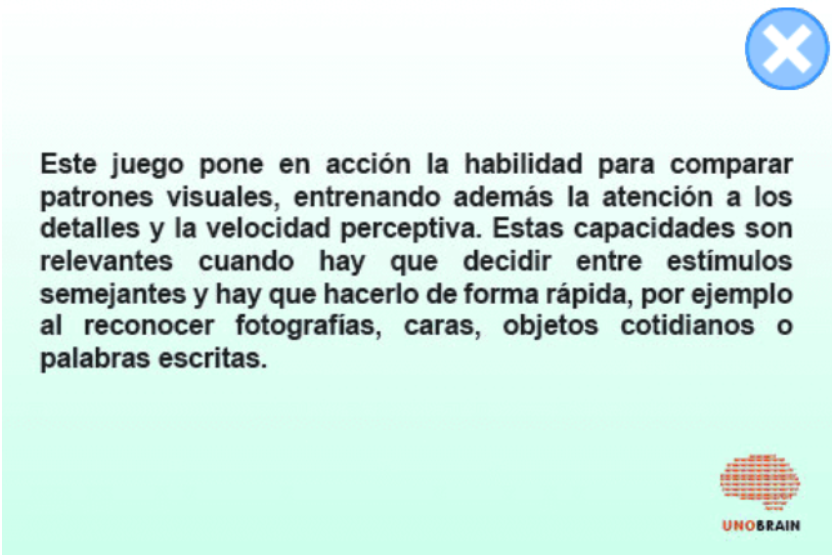 Este juego pone en acción la habilidad para comparar
patrones visuales, entrenando además la atención a los
detalles y la velocidad perceptiva. Estas capacidades son
relevantes cuando hay que decidir entre estímulos
semejantes y hay que hacerlo de forma rápida, por ejemplo
al reconocer fotografías, caras, objetos cotidianos o
palabras escritas.
UNOBRAIN